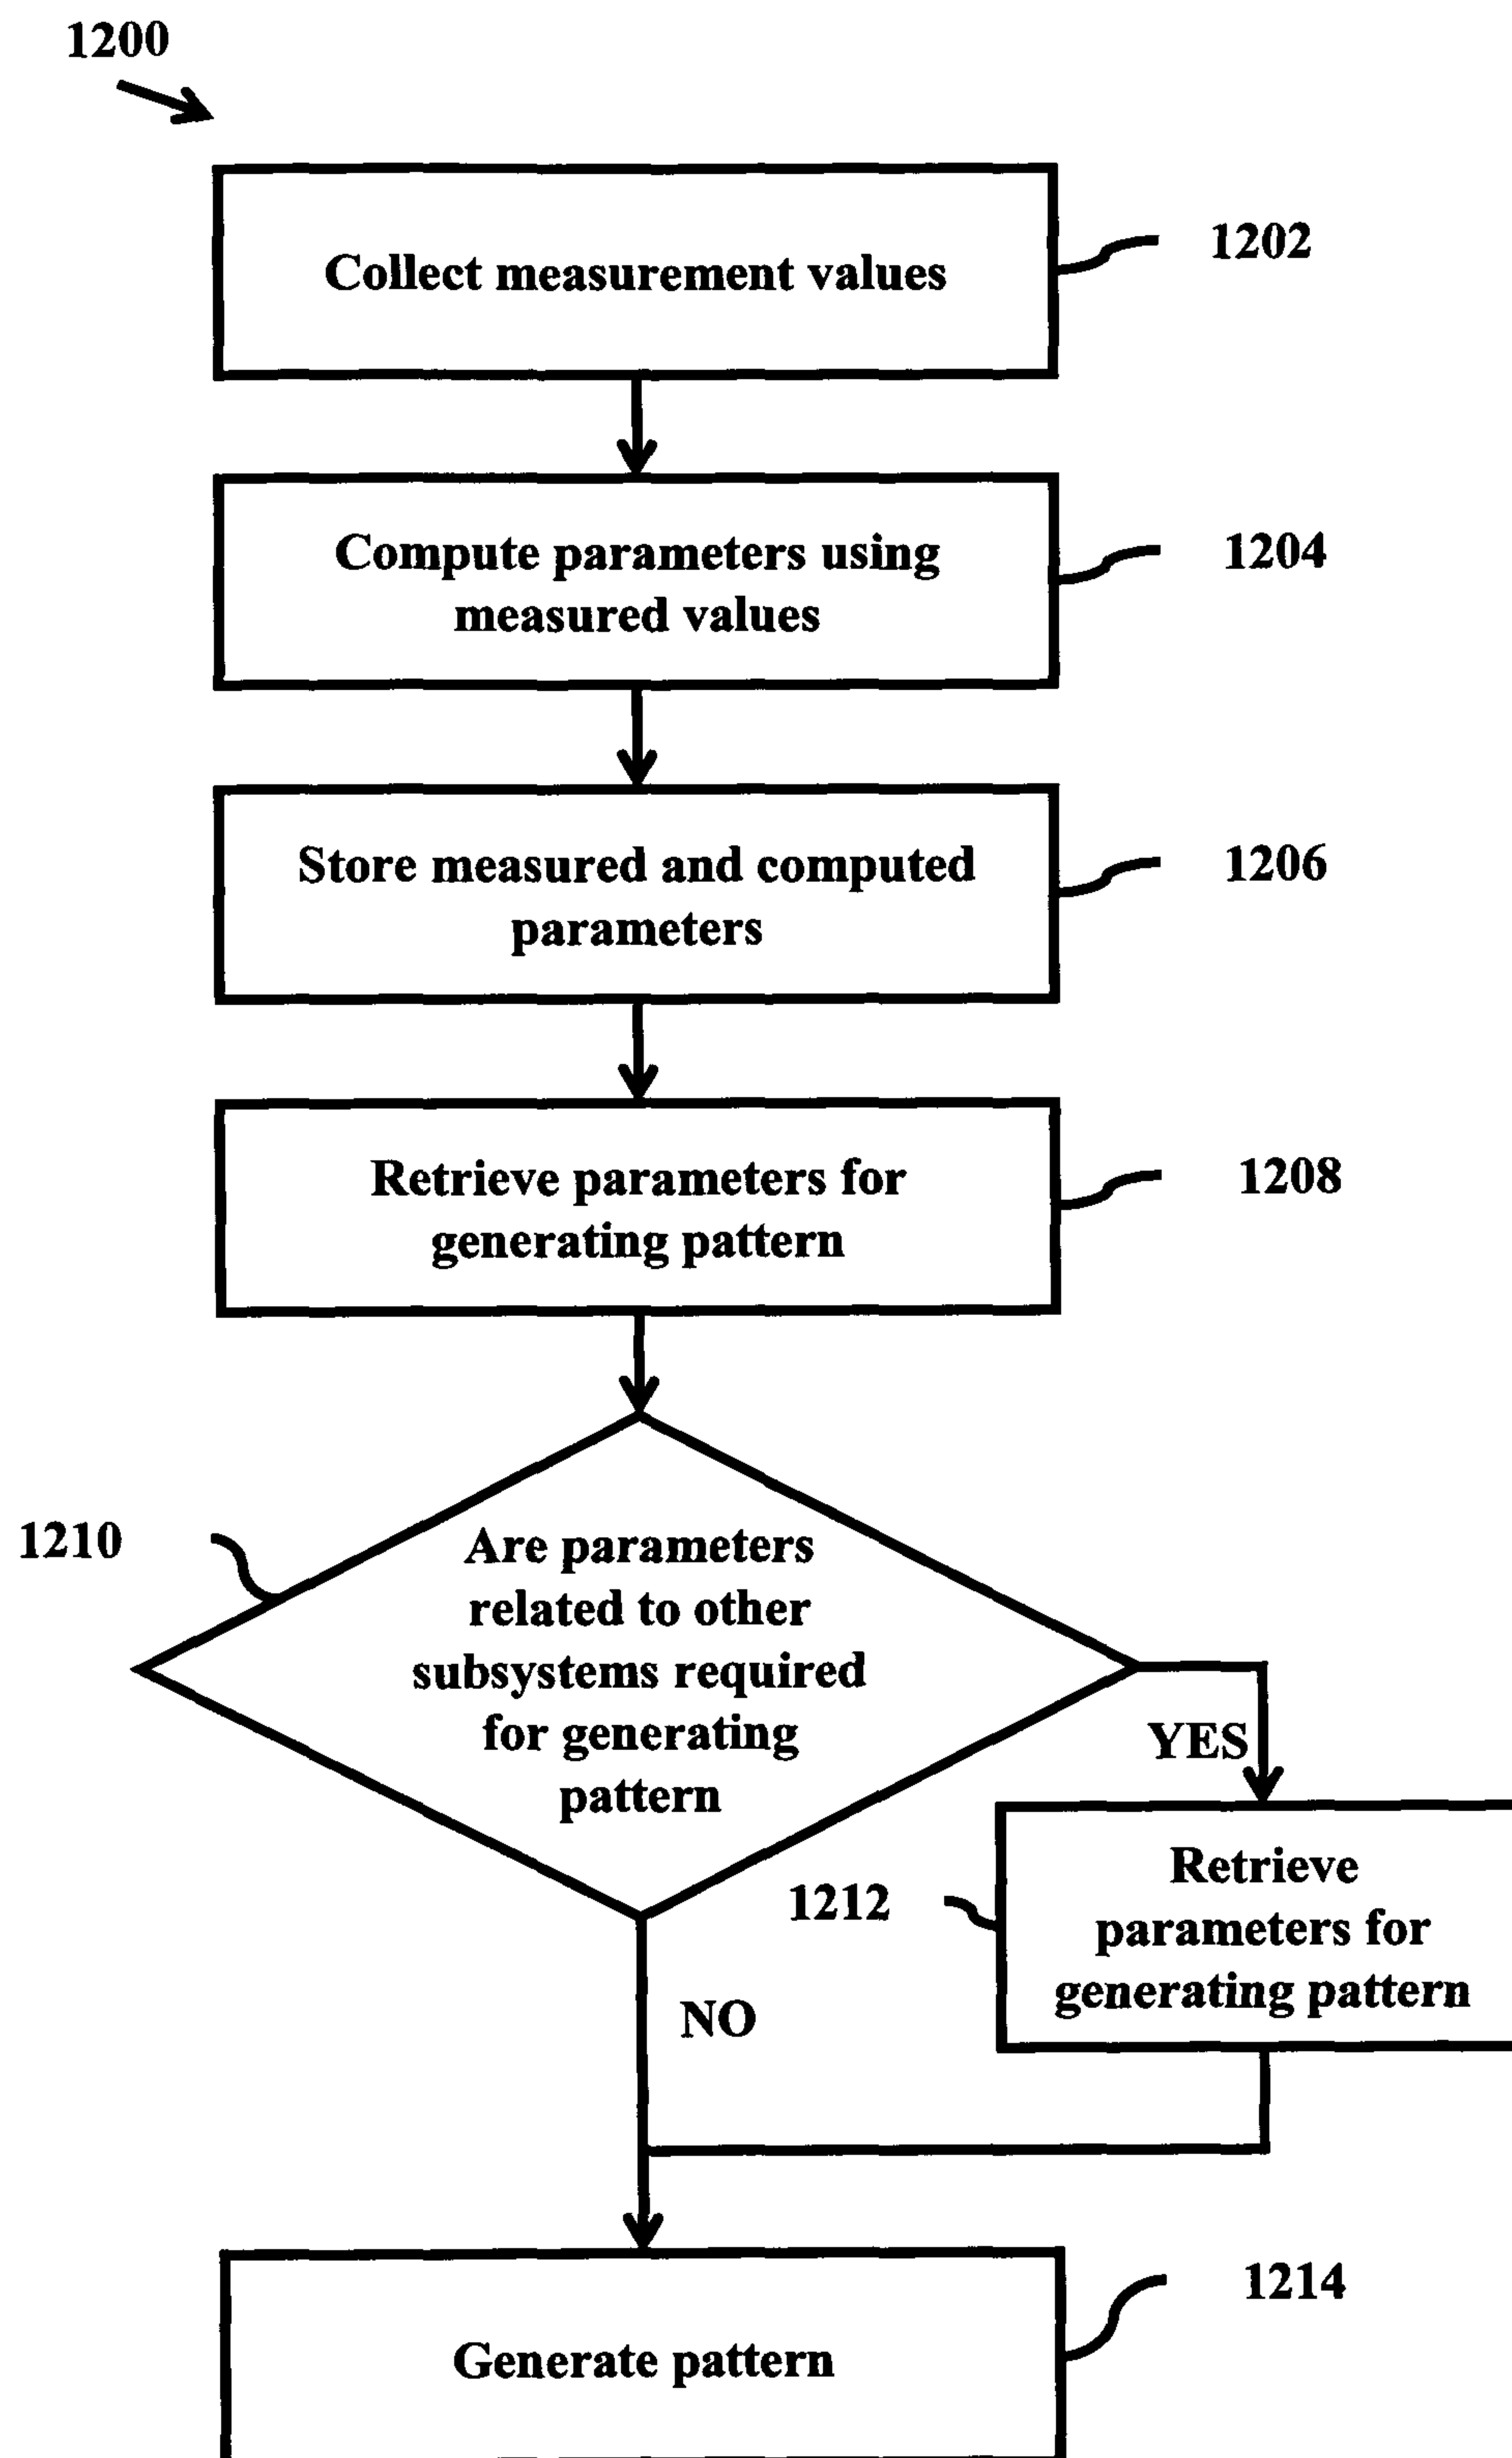 1200
Collect measurement values
1202
Compute parameters using
measured values
1204
Store measured and computed
parameters
1206
Retrieve parameters for
generating pattern
1208
1210
Are parameters
related to other
subsystems required
for generating
pattern
YES
1212
Retrieve
parameters for
generating pattern
NO
1214
Generate pattern